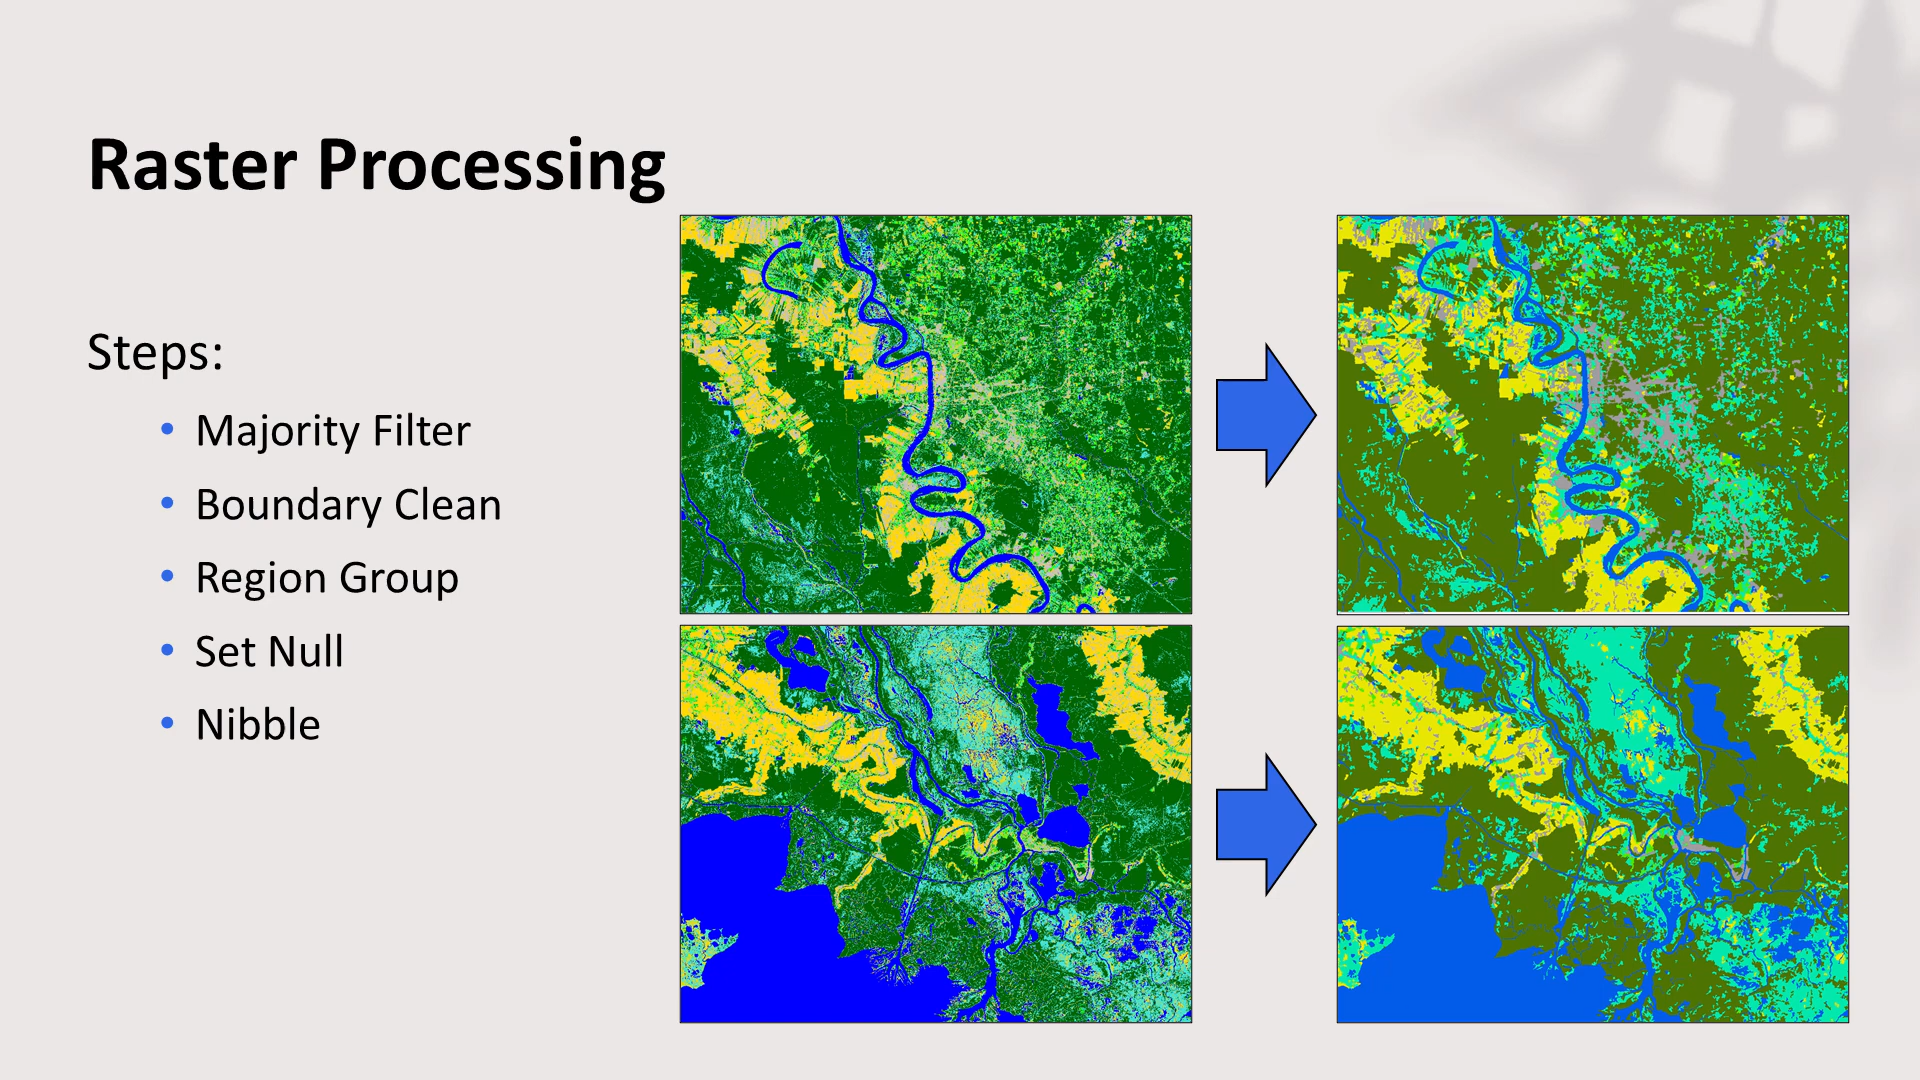 Raster Processing
Steps:
• Majority Filter
• Boundary Clean
• Region Group
• Set Null
• Nibble